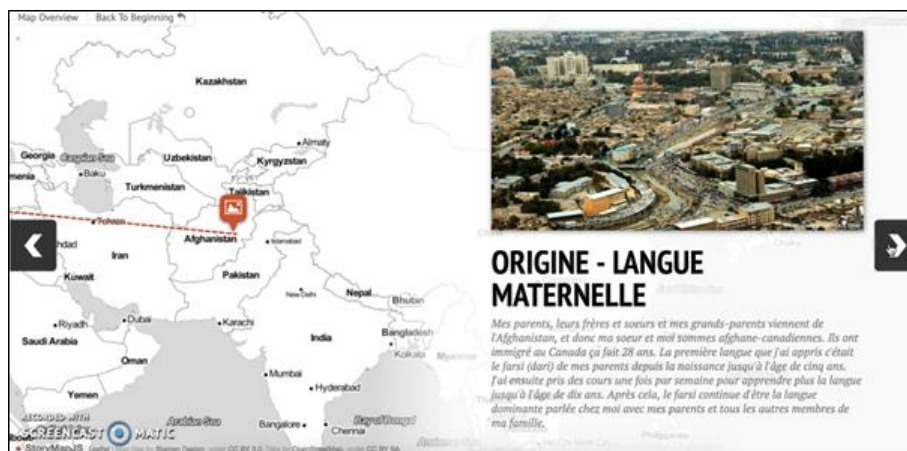 Map Overview
Back To Beginning
Kazakhstan
Almaty
Georgia
Caspian Sea
Uzbekistan
Kyrgyzstan
Baku
Turkmenistan
Tajikistan
Tehran
Afghanistan
Islamabad
Iran
Kuwait
Pakistan
New Delhi
Nepal
Bhutan
Dubai
Karachi
Riyadh
Saudi Arabia
India
Bangladesh
Kolkata
Oman
Mumbai
Hyderabad
Yemen
Arabian Sea
Bay of Bengal
Bangalore
Chennai
RECORDED WITH
SCREENCAST MATIC
StoryMapJS
ORIGINE - LANGUE
MATERNELLE
Mes parents, leurs frères et soeurs et mes grands-parents viennent de
l'Afghanistan, et donc ma soeur et moi sommes afghane-canadiennes. Ils ont
immigré au Canada ça fait 28 ans. La première langue que j'ai appris c'était
le farsi (dari) de mes parents depuis la naissance jusqu'à l'âge de cinq ans.
J'ai ensuite pris des cours une fois par semaine pour apprendre plus la langue
jusqu'à l'âge de dix ans. Après cela, le farsi continue d'être la langue
dominante parlée chez moi avec mes parents et tous les autres membres de
ma famille.